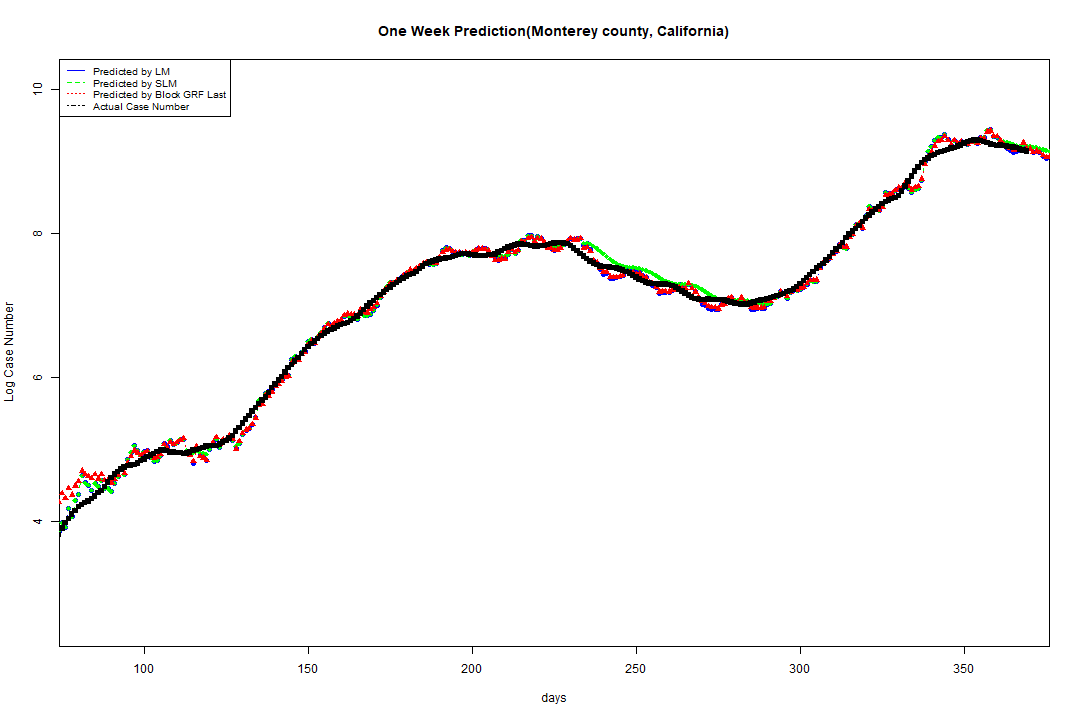 One Week Prediction(Monterey county, California)
Predicted by LM
Predicted by SLM
Predicted by Block GRF Last
Actual Case Number
10
8
6
4
Log Case Number
100 150 200 250 300 350
days